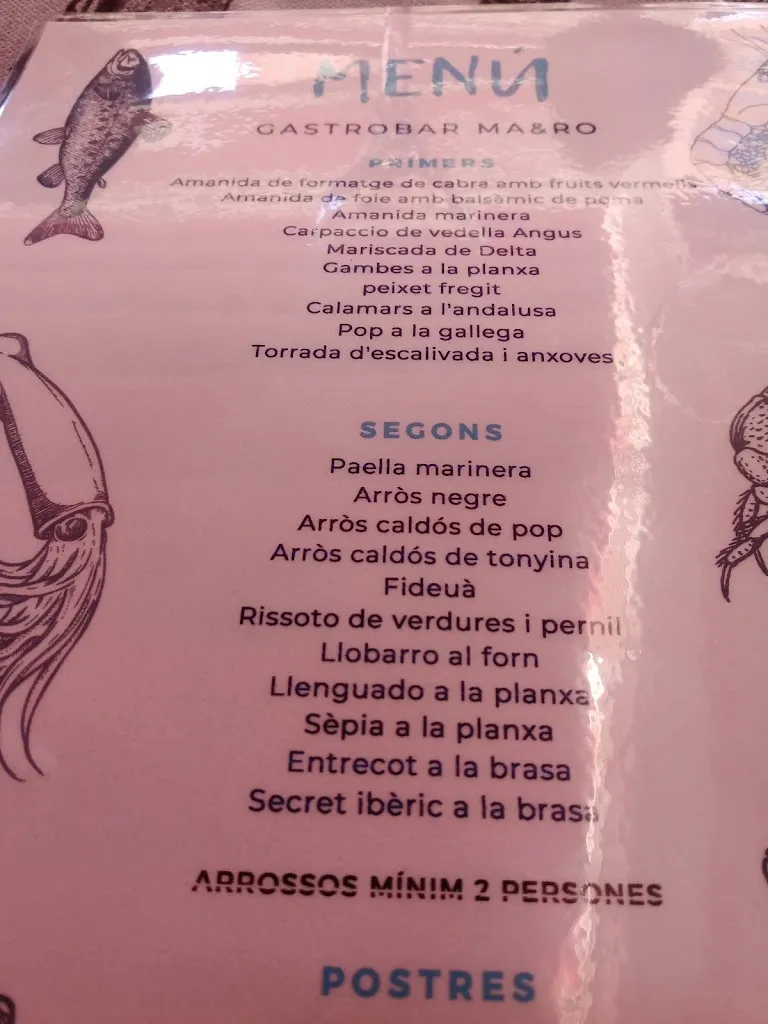 MENÚ
GASTROBAR MA&RO
PRIMERS
Amanida de formatge de cabra amb fruits vermells
Amanida de foie amb balsàmic de poma
Amanida marinera
Carpaccio de vedella Angus
Mariscada de Delta
Gambes a la planxa
peixet fregit
Calamars a l'andalusa
Pop a la gallega
Torrada d'escalivada i anxoves
SEGONS
Paella marinera
Arròs negre
Arròs caldós de pop
Arròs caldós de tonyina
Fideuà
Rissoto de verdures i pernil
Llobarro al forn
Llenguado a la planxa
Sèpia a la planxa
Entrecot a la brasa
Secret ibèric a la brasa
ARROSSOS MÍNIM 2 PERSONES
POSTRES